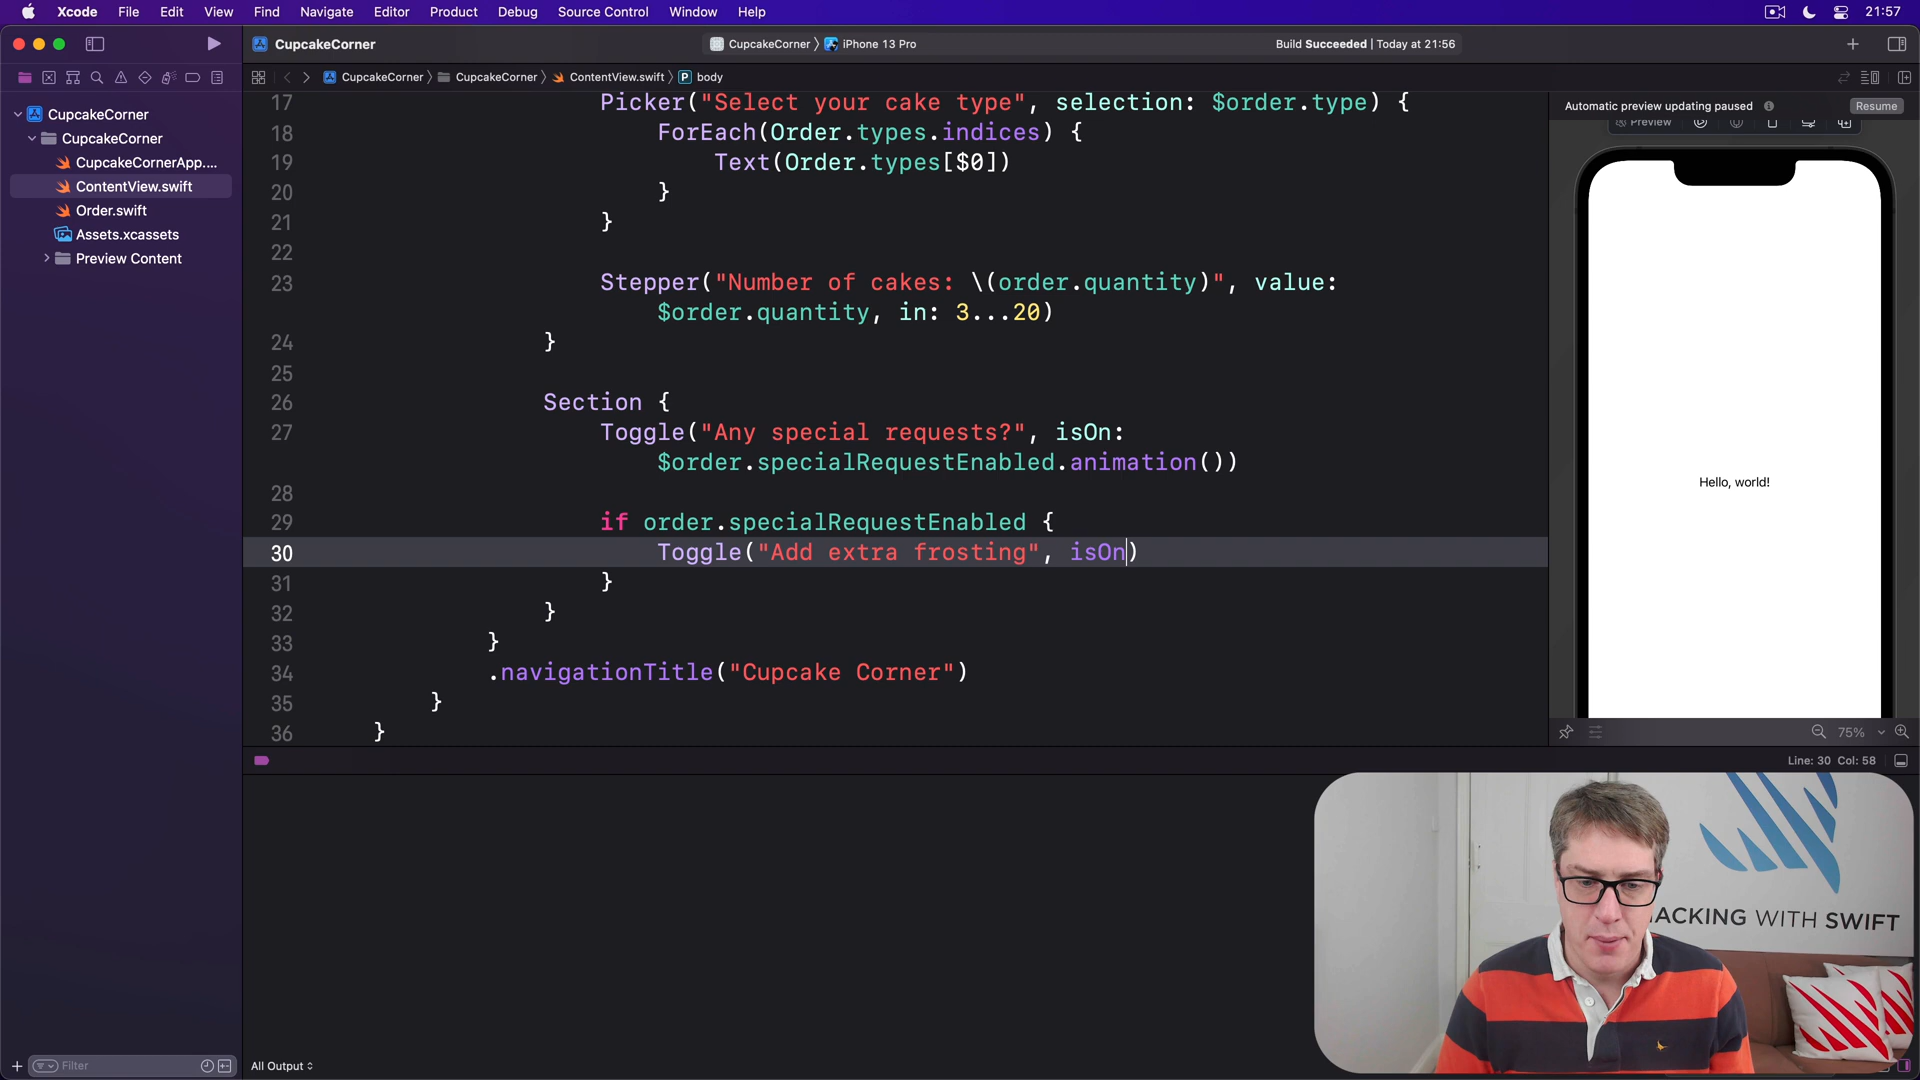 Xcode File Edit View Find Navigate Editor Product Debug Source Control Window Help 21:57
CupcakeCorner
CupcakeCorner 〉 iPhone 13 Pro
Build Succeeded | Today at 21:56
CupcakeCorner 〉 CupcakeCorner 〉 ContentView.swift 〉 P body
CupcakeCorner
CupcakeCorner
CupcakeCornerApp....
ContentView.swift
Order.swift
Assets.xcassets
Preview Content
17 Picker("Select your cake type", selection: $order.type) {
18 ForEach(Order.types.indices) {
19 Text(Order.types[$0])
20 }
21 }
22
23 Stepper("Number of cakes: \(order.quantity)", value:
$order.quantity, in: 3...20)
24 }
25
26 Section {
27 Toggle("Any special requests?", isOn:
$order.specialRequestEnabled.animation())
28
29 if order.specialRequestEnabled {
30 Toggle("Add extra frosting", isOn)
31 }
32 }
33 }
34 .navigationTitle("Cupcake Corner")
35 }
36 }
Automatic preview updating paused
Resume
Preview
Hello, world!
75%
Line: 30 Col: 58
Filter
All Output
HACKING WITH SWIFT